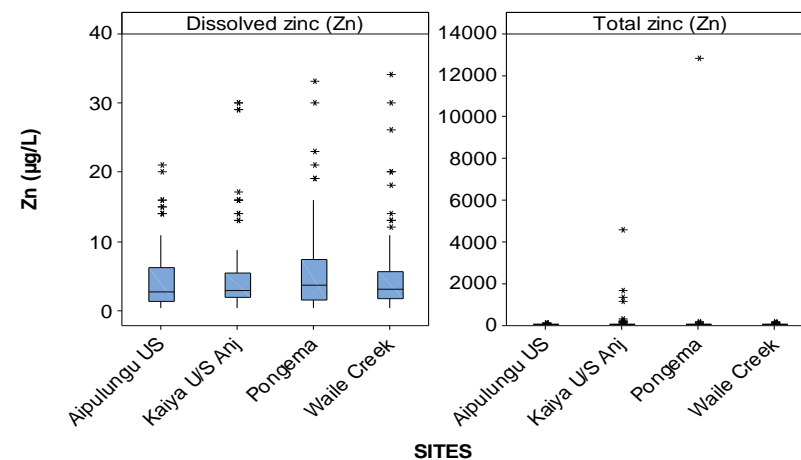 Dissolved zinc (Zn)
Total zinc (Zn)
Zn (µg/L)
40
30
20
10
0
14000
12000
10000
8000
6000
4000
2000
0
Aipulungu US
Kaiya U/S Anj
Pongema
Waile Creek
Aipulungu US
Kaiya U/S Anj
Pongema
Waile Creek
SITES